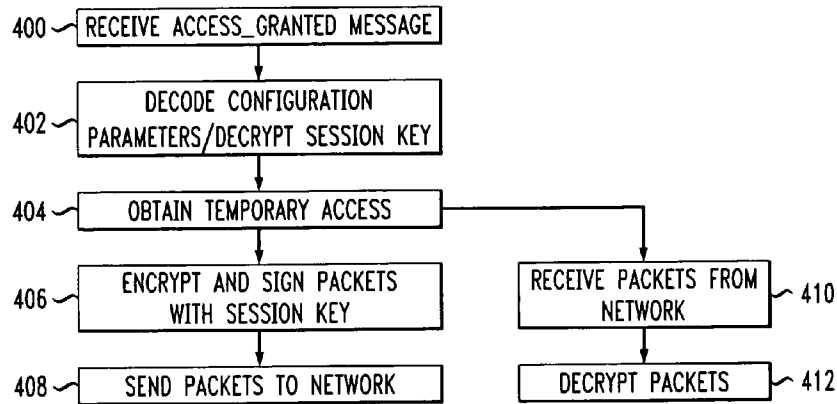 400
RECEIVE ACCESS_GRANTED MESSAGE
402
DECODE CONFIGURATION
PARAMETERS/DECRYPT SESSION KEY
404
OBTAIN TEMPORARY ACCESS
406
ENCRYPT AND SIGN PACKETS
WITH SESSION KEY
408
SEND PACKETS TO NETWORK
RECEIVE PACKETS FROM
NETWORK
410
DECRYPT PACKETS
412